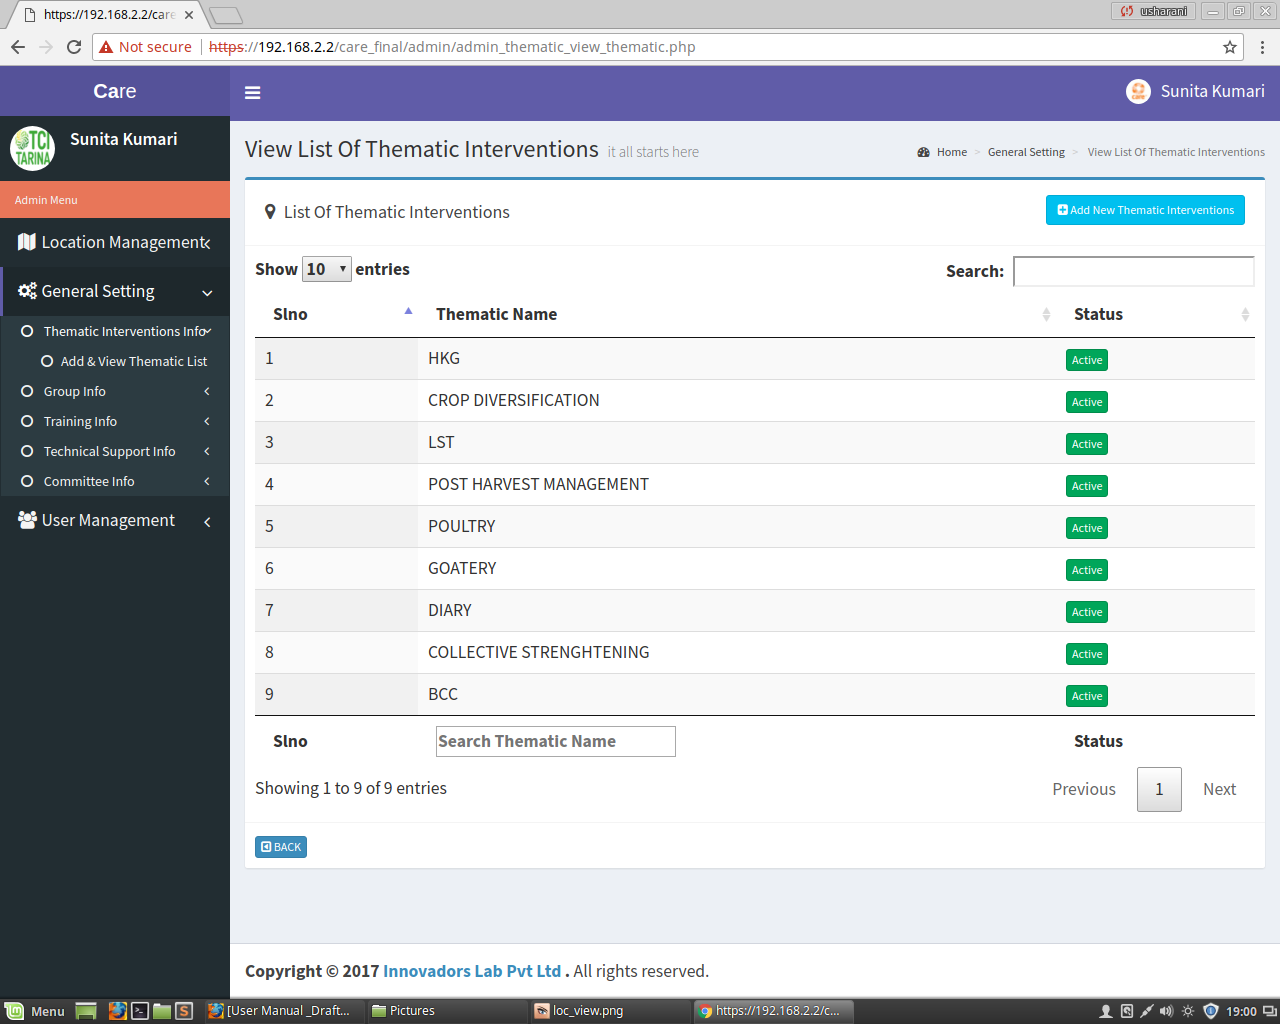 https://192.168.2.2/care
usharani
Not secure https://192.168.2.2/care_final/admin/admin_thematic_view_thematic.php
Care
Sunita Kumari
TCI TARINA
Sunita Kumari
Admin Menu
Location Management
General Setting
Thematic Interventions Info
Add & View Thematic List
Group Info
Training Info
Technical Support Info
Committee Info
User Management
View List Of Thematic Interventions it all starts here
Home > General Setting > View List Of Thematic Interventions
List Of Thematic Interventions
Add New Thematic Interventions
Show 10 entries
Search:
Slno Thematic Name Status
1 HKG Active
2 CROP DIVERSIFICATION Active
3 LST Active
4 POST HARVEST MANAGEMENT Active
5 POULTRY Active
6 GOATERY Active
7 DIARY Active
8 COLLECTIVE STRENGHTENING Active
9 BCC Active
Slno Search Thematic Name Status
Showing 1 to 9 of 9 entries
Previous 1 Next
BACK
Copyright © 2017 Innovadors Lab Pvt Ltd . All rights reserved.
Menu
[User Manual _Draft...
Pictures
loc_view.png
https://192.168.2.2/c...
19:00